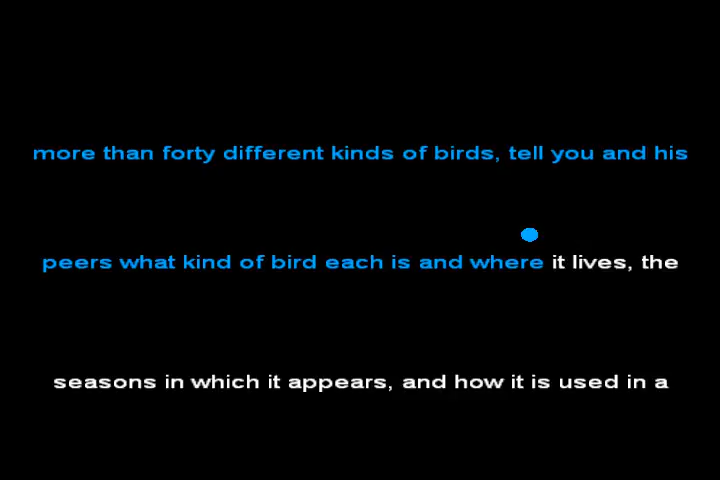 more than forty different kinds of birds, tell you and his
peers what kind of bird each is and where it lives, the
seasons in which it appears, and how it is used in a